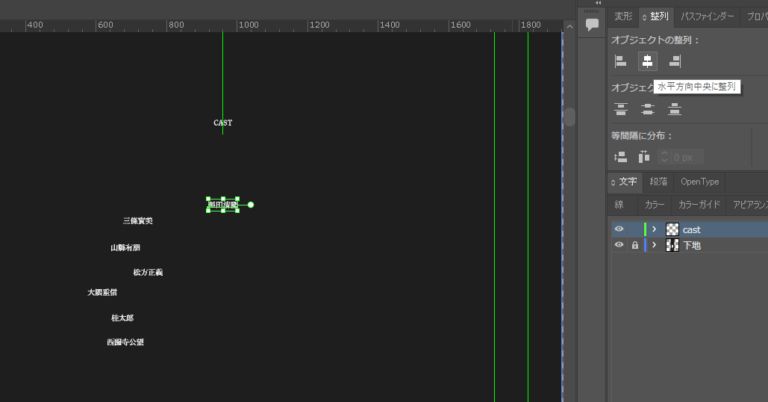 変形 整列 パスファインダー プロパ
オブジェクトの整列：
400 600 800 1000 1200 1400 1600 1800
水平方向中央に整列
オブジェク
CAST
等間隔に分布：
0 px
文字 段落 OpenType
線 カラー カラーガイド アピアランス
三條實美
cast
山縣有朋
下地
松方正義
大隈重信
桂太郎
西園寺公望